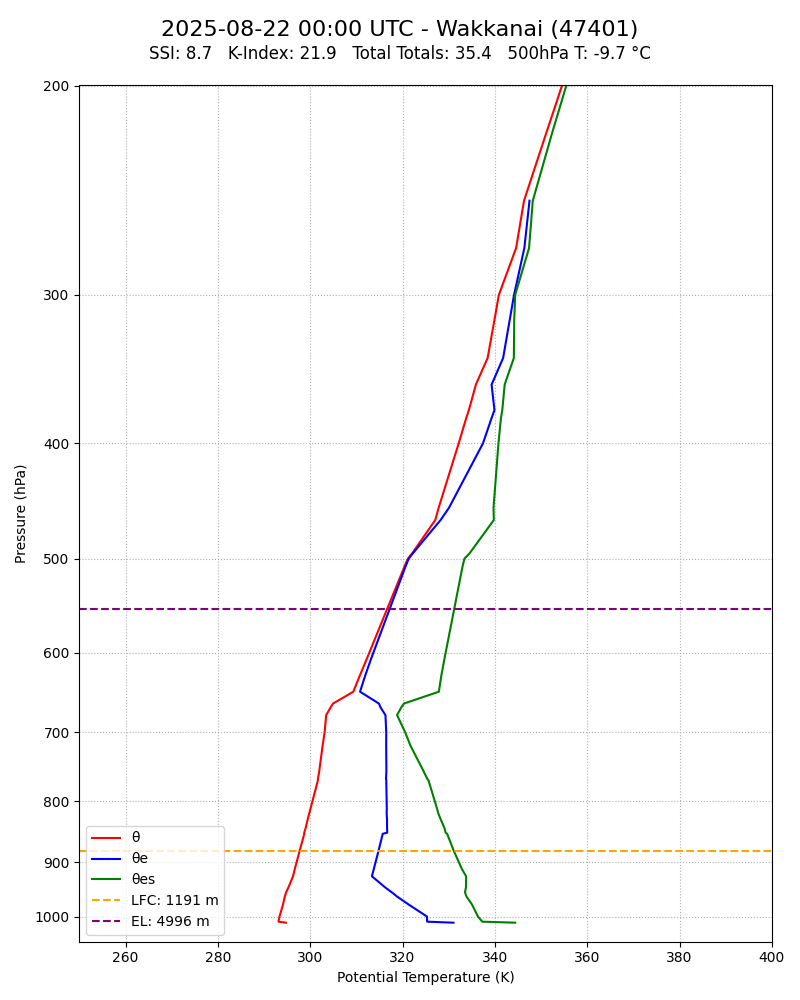 2025-08-22 00:00 UTC - Wakkanai (47401)
SSI: 8.7   K-Index: 21.9   Total Totals: 35.4   500hPa T: -9.7 °C
200
300
400
500
600
700
800
900
1000
Pressure (hPa)
θ
θe
θes
LFC: 1191 m
EL: 4996 m
260
280
300
320
340
360
380
400
Potential Temperature (K)